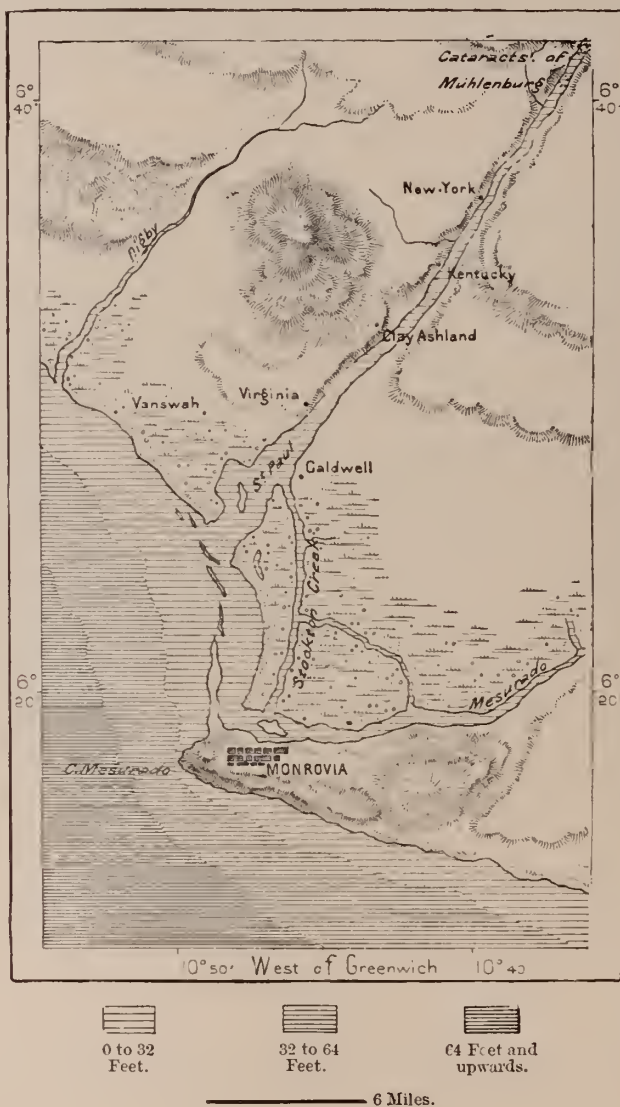 Cataracts of
Mühlenburg
6°
40'
6°
40
New-York
Pigby
Kentucky
Clay Ashland
Virginia
Vanswah
St Paul
Caldwell
Stockton Creek
Mesurado
6°
20'
6°
20
C. Mesurado
MONROVIA
10°50' West of Greenwich 10°40'
0 to 32
Feet.
32 to 64
Feet.
64 Feet and
upwards.
6 Miles.